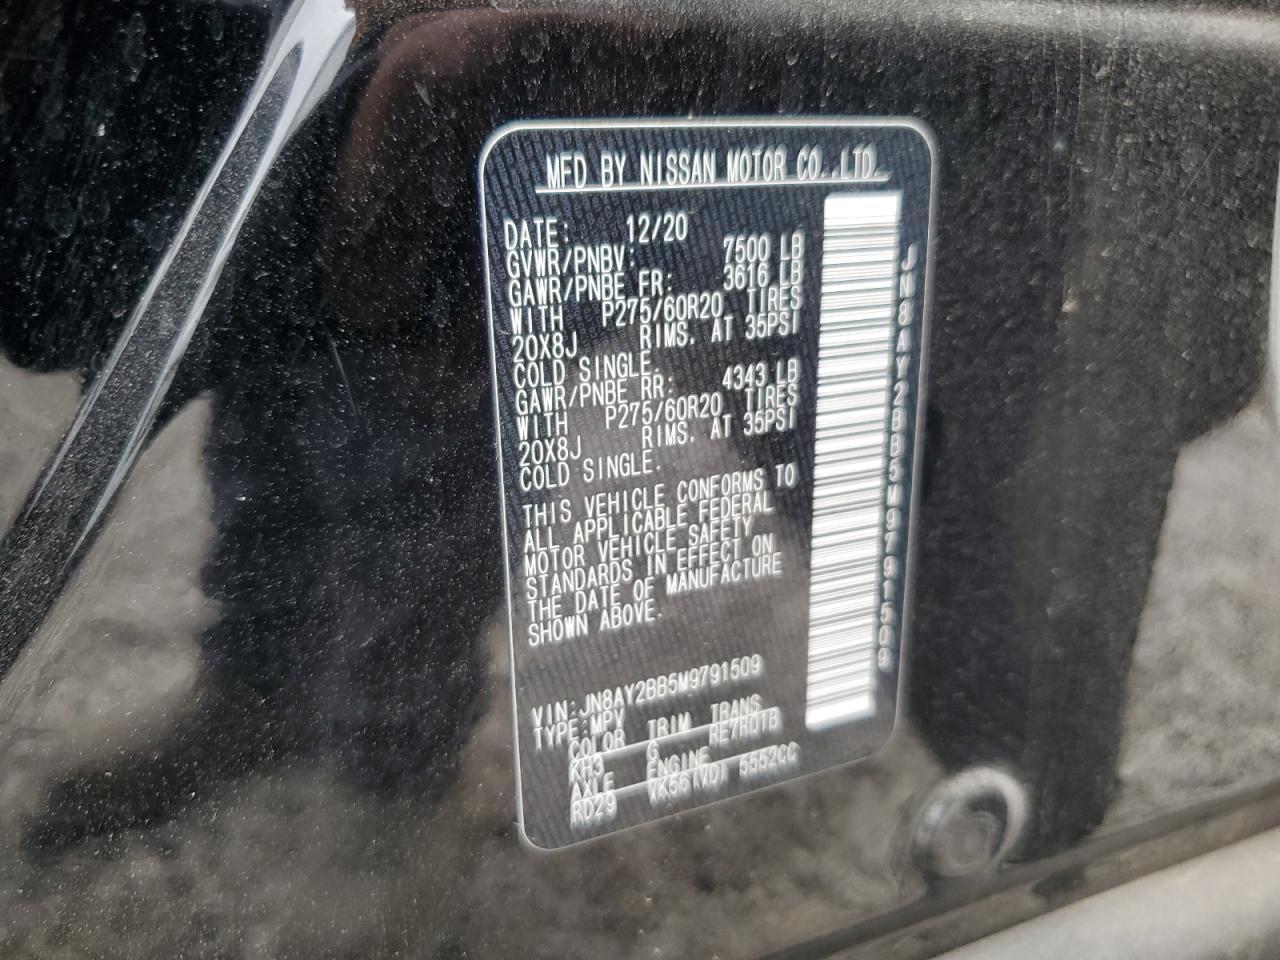 MFD BY NISSAN MOTOR CO.,LTD.
DATE: 12/20
GVWR/PNBV: 7500 LB
GAWR/PNBE FR: 3616 LB
WITH P275/60R20 TIRES
20X8J RIMS. AT 35PSI
COLD SINGLE.
GAWR/PNBE RR: 4343 LB
WITH P275/60R20 TIRES
20X8J RIMS. AT 35PSI
COLD SINGLE.
THIS VEHICLE CONFORMS TO
ALL APPLICABLE FEDERAL
MOTOR VEHICLE SAFETY
STANDARDS IN EFFECT ON
THE DATE OF MANUFACTURE
SHOWN ABOVE.
VIN:JN8AY2BB5M9791509
TYPE:MPV
COLOR TRIM TRANS
KH3 G RE7R01B
AXLE ENGINE
RD29 VK56(VD) 5552CC
JN8AY2BB5M9791509